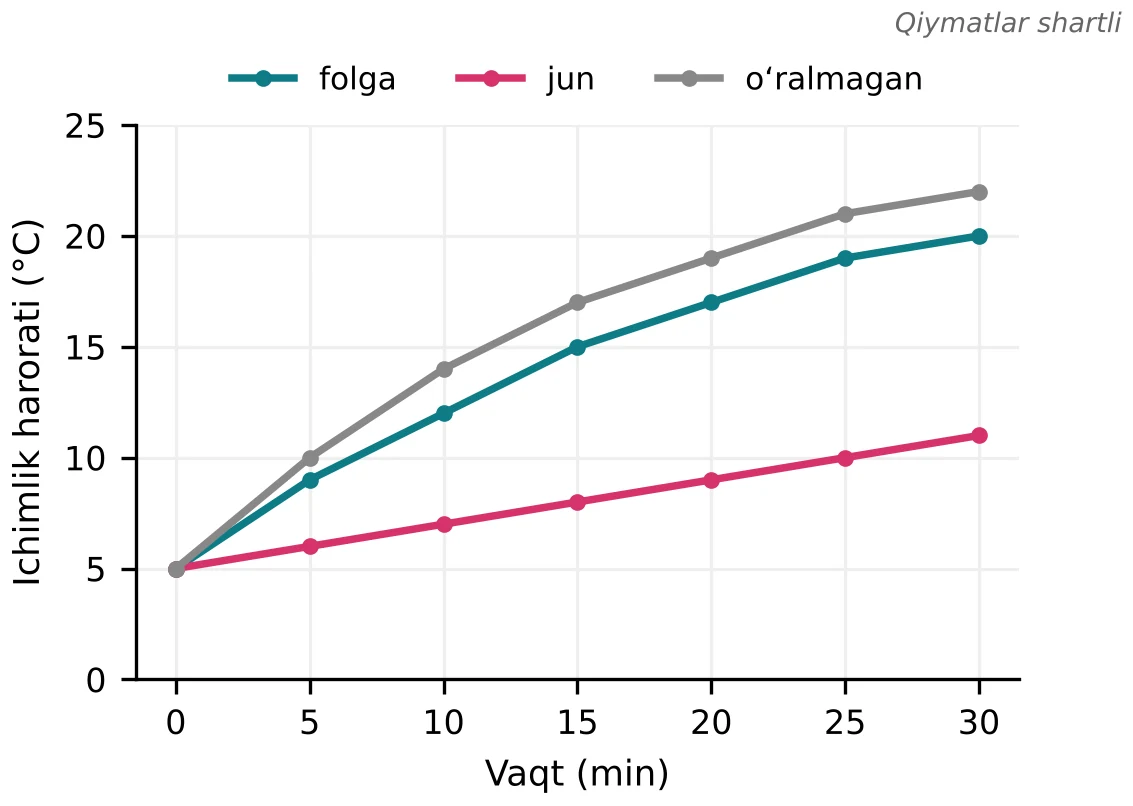 Qiymatlar shartli
folga jun o‘ralmagan
25
20
15
10
5
0
Ichimlik harorati (°C)
0 5 10 15 20 25 30
Vaqt (min)